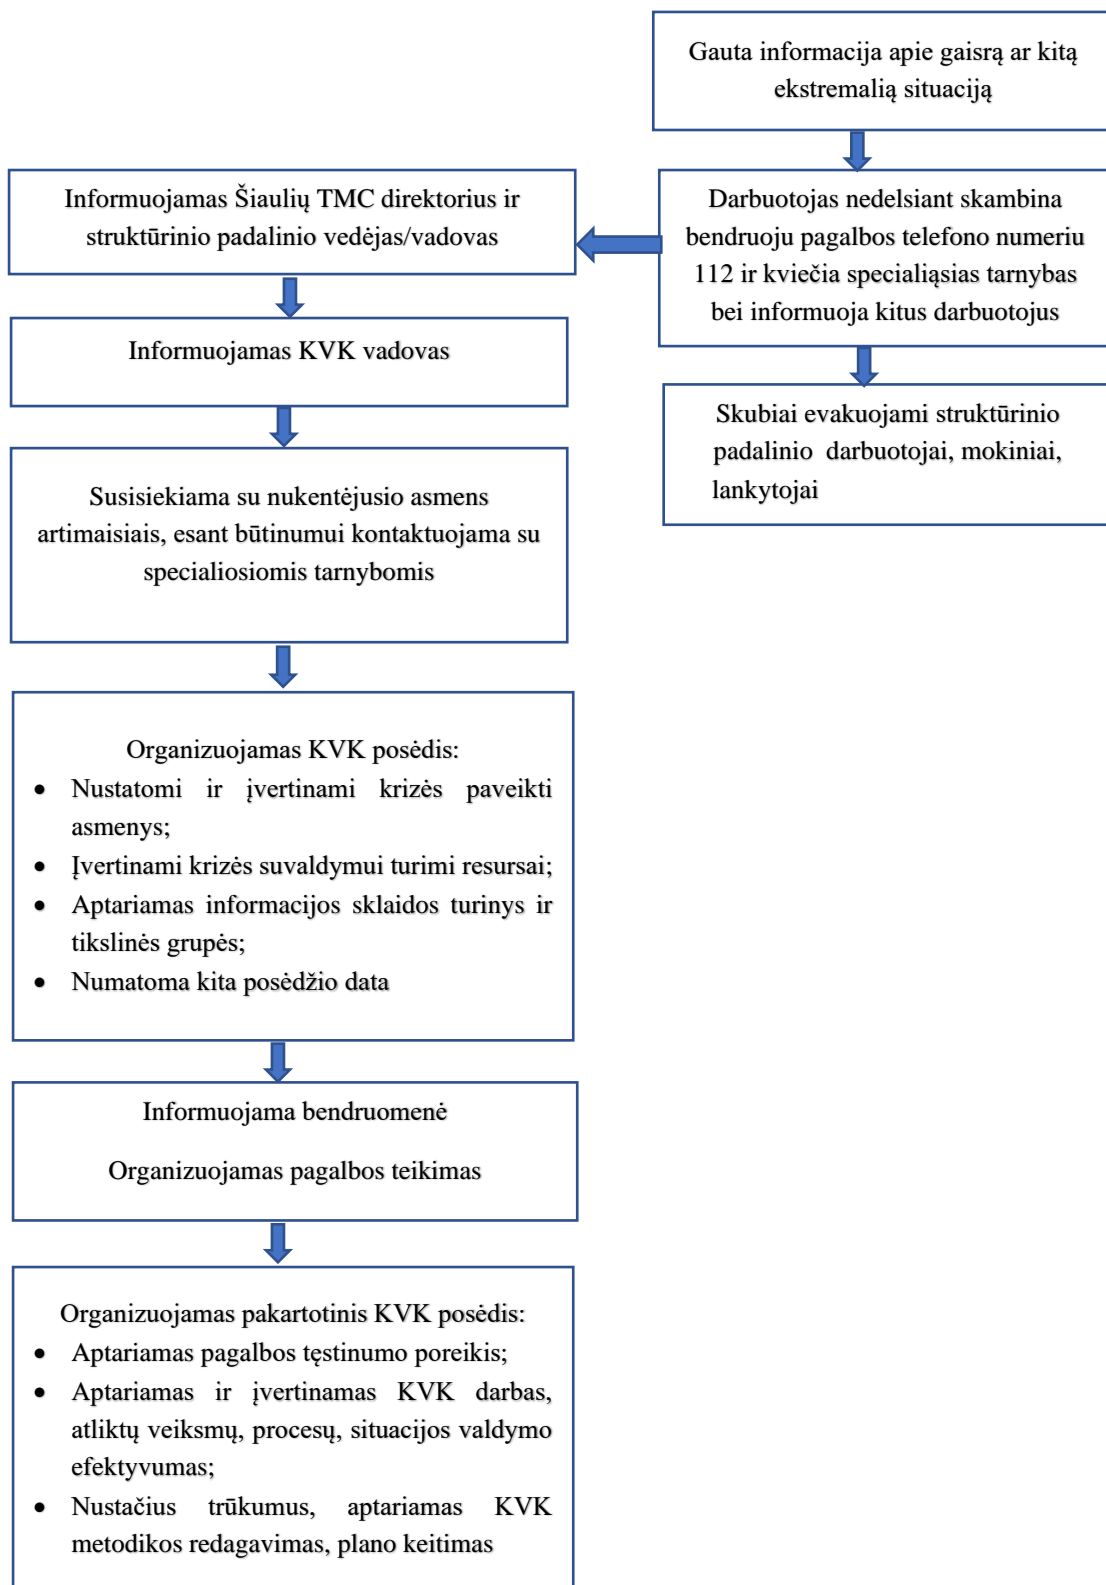 Gauta informacija apie gaisrą ar kitą
ekstremalią situaciją
Darbuotojas nedelsiant skambina
bendruoju pagalbos telefono numeriu
112 ir kviečia specialiąsias tarnybas
bei informuoja kitus darbuotojus
Skubiai evakuojami struktūrinio
padalinio darbuotojai, mokiniai,
lankytojai
Informuojamas Šiaulių TMC direktorius ir
struktūrinio padalinio vedėjas/vadovas
Informuojamas KVK vadovas
Susisiekiama su nukentėjusio asmens
artimaisiais, esant būtinumui kontaktuojama su
specialiosiomis tarnybomis
Organizuojamas KVK posėdis:
• Nustatomi ir įvertinami krizės paveikti
asmenys;
• Įvertinami krizės suvaldymui turimi resursai;
• Aptariamas informacijos sklaidos turinys ir
tikslinės grupės;
• Numatoma kita posėdžio data
Informuojama bendruomenė
Organizuojamas pagalbos teikimas
Organizuojamas pakartotinis KVK posėdis:
• Aptariamas pagalbos tęstinumo poreikis;
• Aptariamas ir įvertinamas KVK darbas,
atliktų veiksmų, procesų, situacijos valdymo
efektyvumas;
• Nustačius trūkumus, aptariamas KVK
metodikos redagavimas, plano keitimas